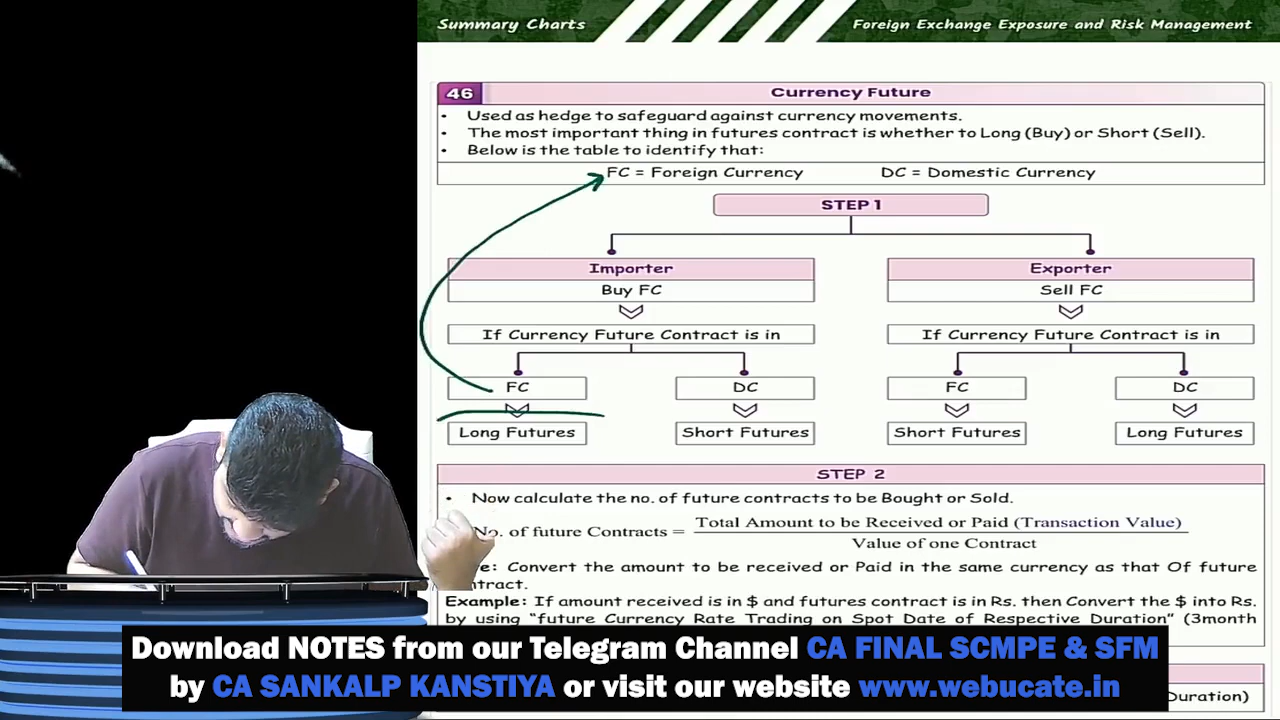 Summary Charts
Foreign Exchange Exposure and Risk Management
46
Currency Future
• Used as hedge to safeguard against currency movements.
• The most important thing in futures contract is whether to Long (Buy) or Short (Sell).
• Below is the table to identify that:
FC = Foreign Currency DC = Domestic Currency
STEP 1
Importer
Buy FC
If Currency Future Contract is in
FC DC
Long Futures Short Futures
Exporter
Sell FC
If Currency Future Contract is in
FC DC
Short Futures Long Futures
STEP 2
• Now calculate the no. of future contracts to be Bought or Sold.
No. of future Contracts = Total Amount to be Received or Paid (Transaction Value)
Value of one Contract
Convert the amount to be received or Paid in the same currency as that Of future
Example: If amount received is in $ and futures contract is in Rs. then Convert the $ into Rs.
by using "future Currency Rate Trading on Spot Date of Respective Duration" (3month
Duration)
Download NOTES from our Telegram Channel CA FINAL SCMPE & SFM
by CA SANKALP KANSTIYA or visit our website www.webucate.in